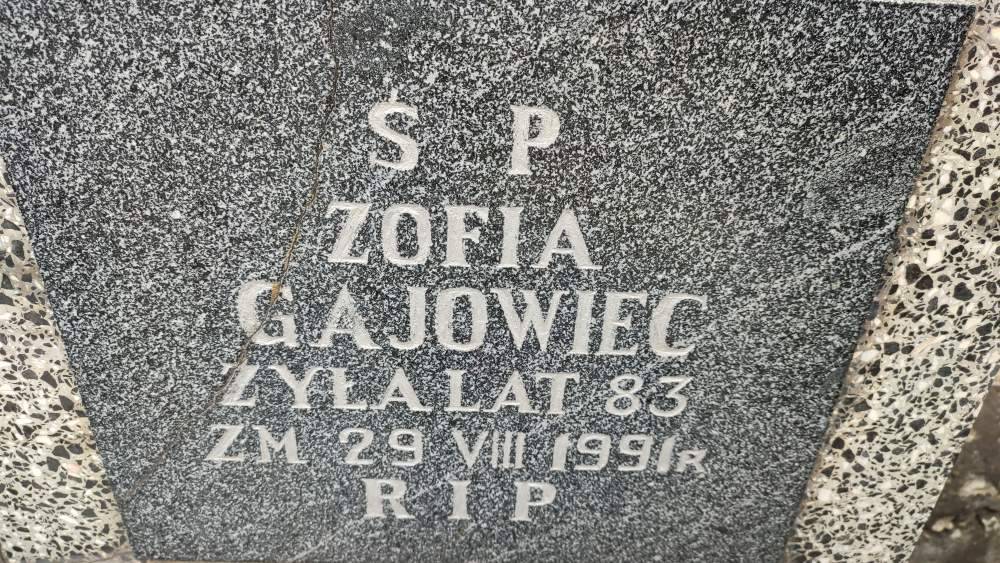 Ś P
ZOFIA
GAJOWIEC
ŻYŁA LAT 83
ZM 29 VIII 1991R
R I P